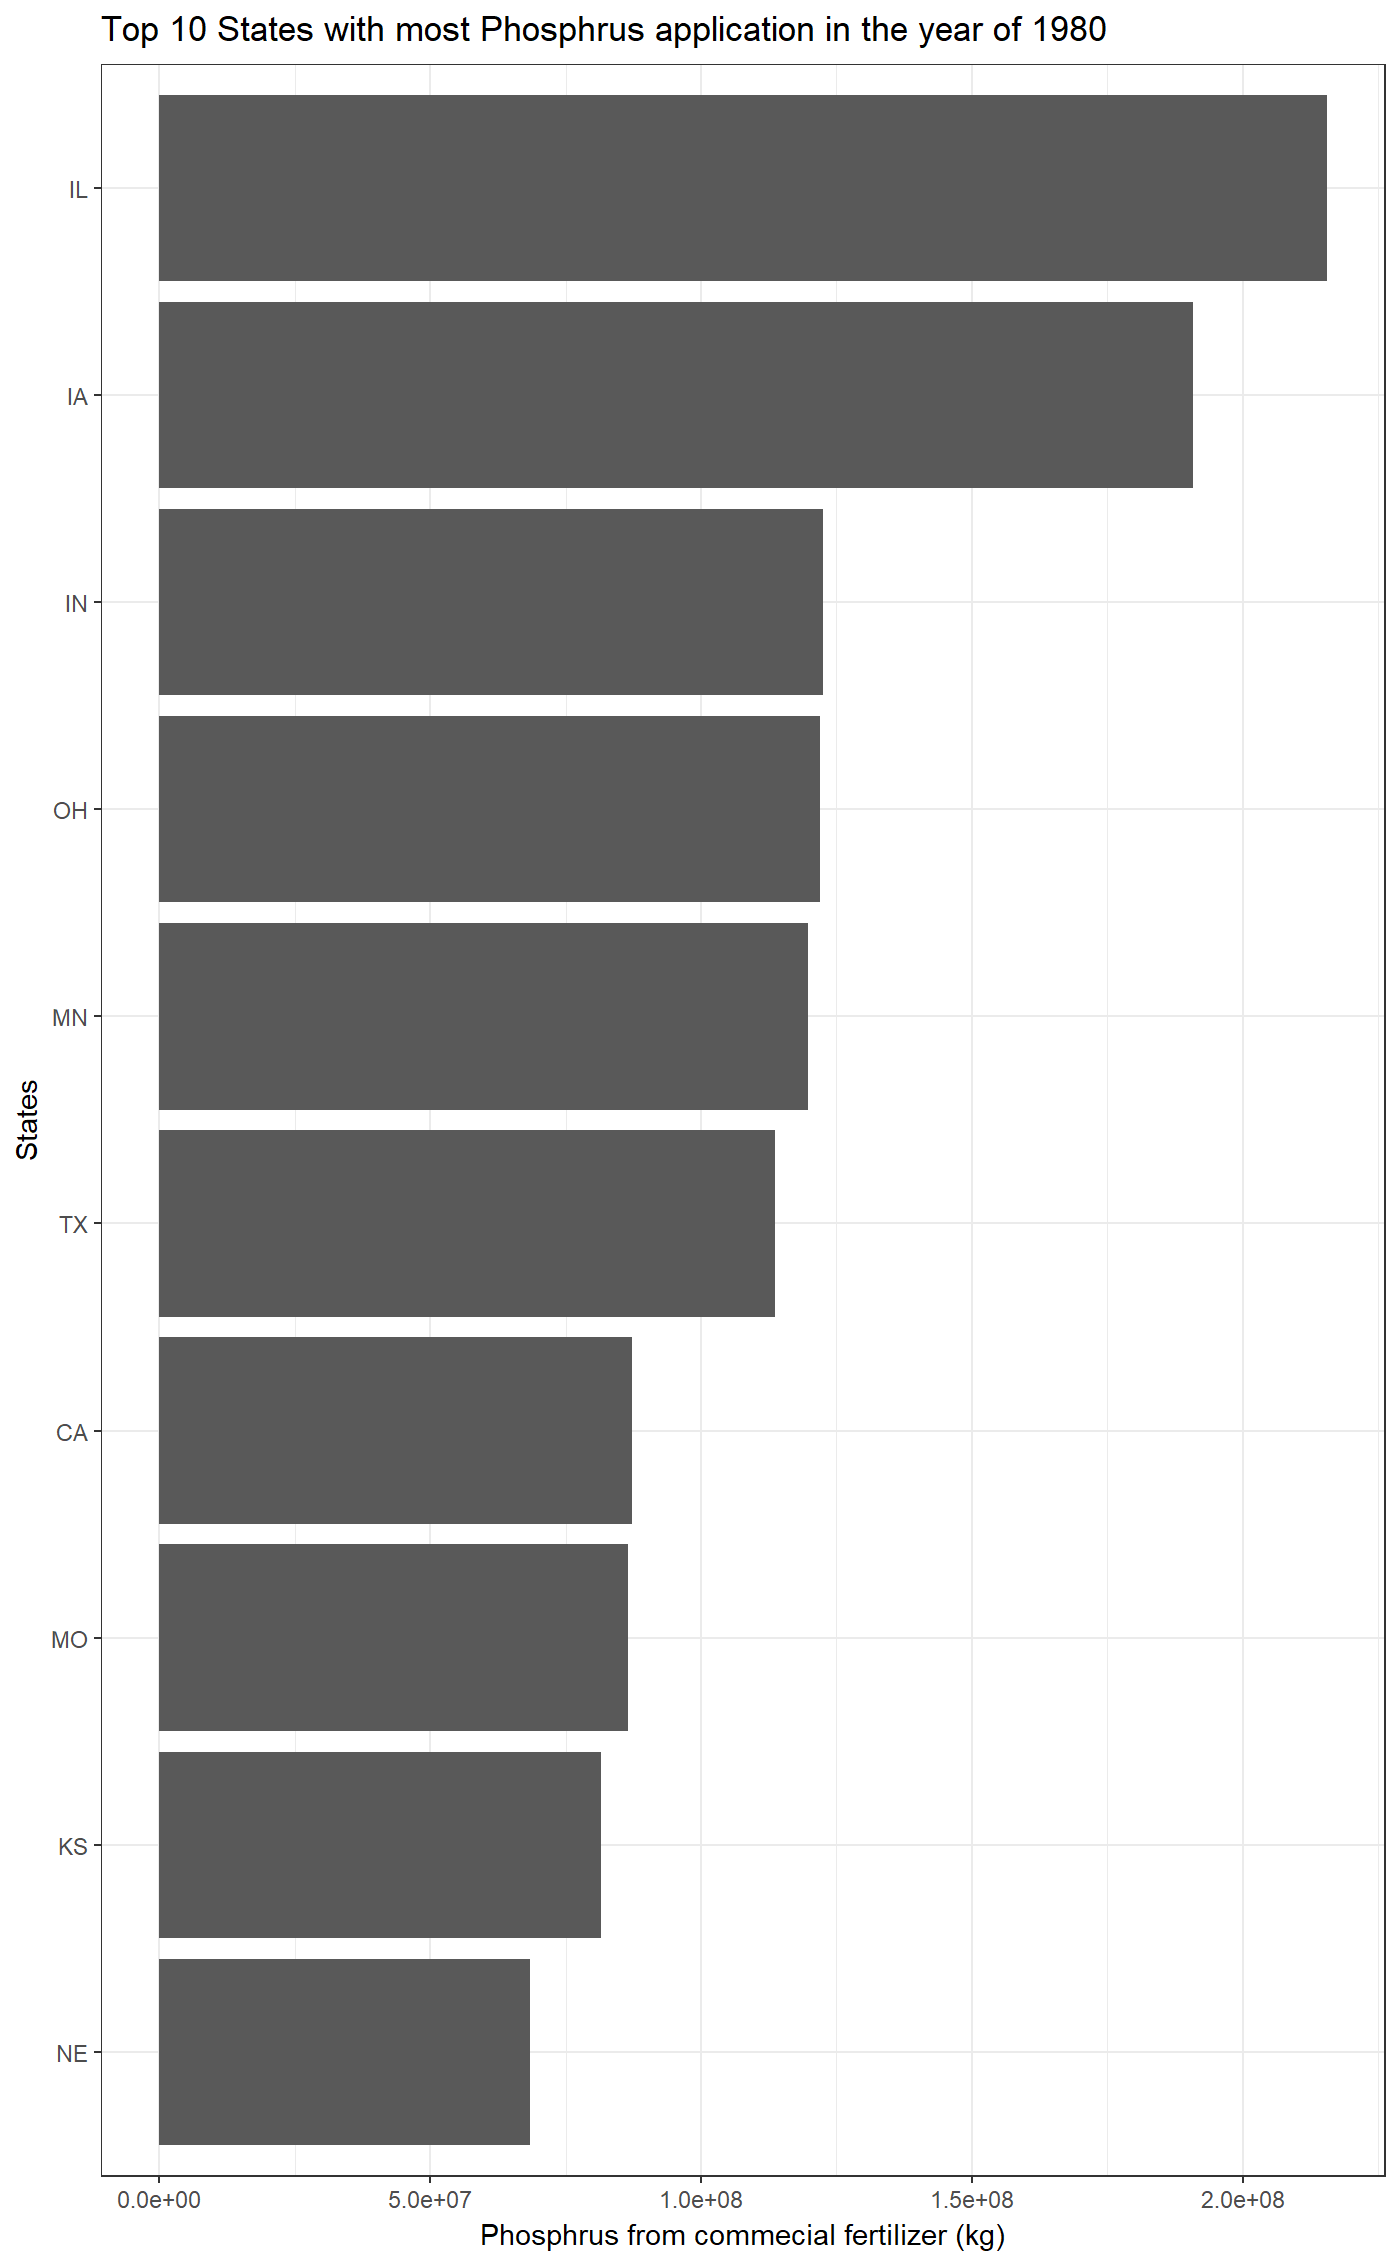 Top 10 States with most Phosphrus application in the year of 1980
IL
IA
IN
OH
MN
TX
CA
MO
KS
NE
States
0.0e+00 5.0e+07 1.0e+08 1.5e+08 2.0e+08
Phosphrus from commecial fertilizer (kg)